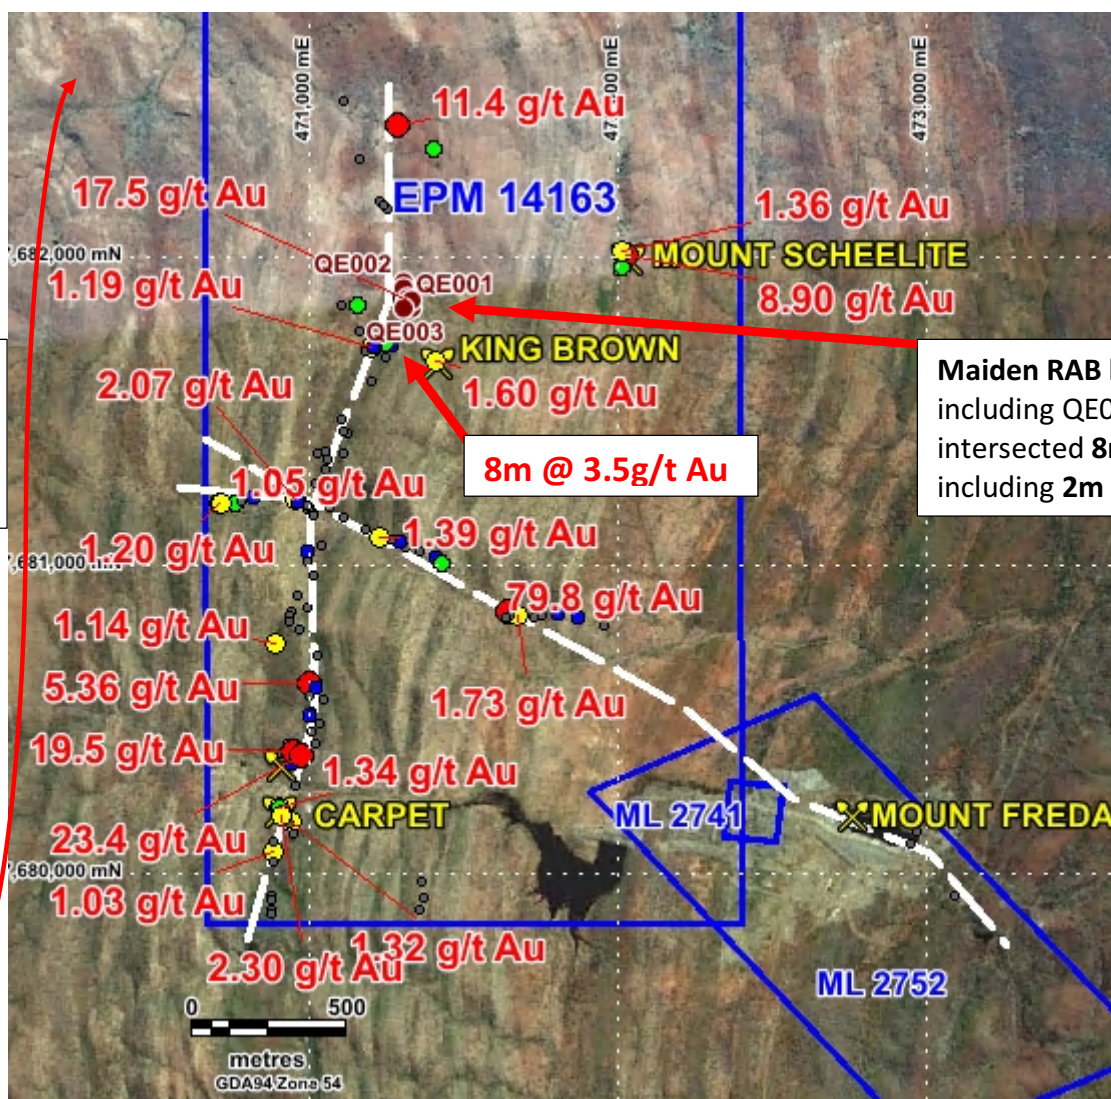 471,000 mE
472,000 mE
473,000 mE
11.4 g/t Au
17.5 g/t Au
EPM 14163
1.36 g/t Au
,682,000 mN
QE002
MOUNT SCHEELITE
1.19 g/t Au
QE001
8.90 g/t Au
QE003
KING BROWN
2.07 g/t Au
1.60 g/t Au
Maiden RAB
including QE0
intersected 8m
including 2m
8m @ 3.5g/t Au
1.05 g/t Au
1.39 g/t Au
1.20 g/t Au
,681,000 mN
79.8 g/t Au
1.14 g/t Au
5.36 g/t Au
1.73 g/t Au
19.5 g/t Au
1.34 g/t Au
CARPET
ML 2741
MOUNT FREDA
23.4 g/t Au
,680,000 mN
1.03 g/t Au
1.32 g/t Au
2.30 g/t Au
ML 2752
0 500
metres
GDA94 Zone 54